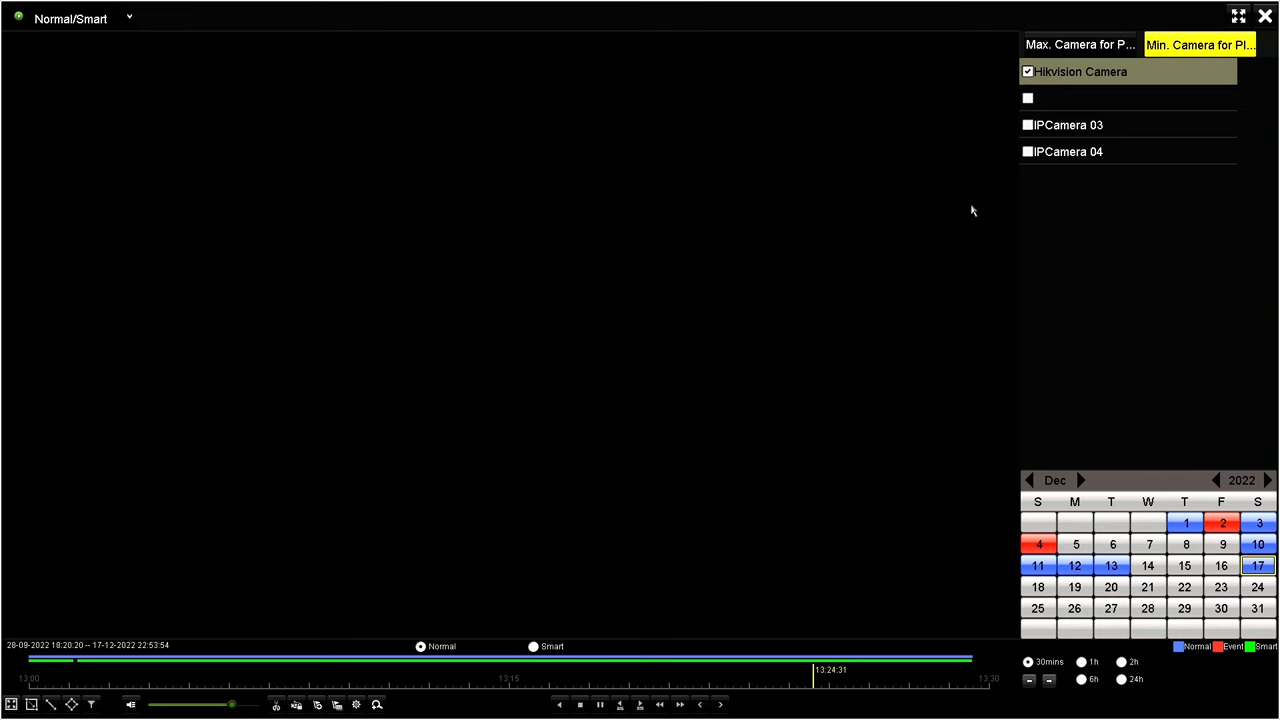 Normal/Smart
Max. Camera for P...
Min. Camera for Pl...
Hikvision Camera
IPCamera 03
IPCamera 04
Dec 2022
S M T W T F S
1 2 3
4 5 6 7 8 9 10
11 12 13 14 15 16 17
18 19 20 21 22 23 24
25 26 27 28 29 30 31
28-09-2022 18:20:20 -- 17-12-2022 22:53:54
Normal Smart
Normal Event Smart
13:24:31
13:00 13:15 13:30
30mins 1h 2h
6h 24h